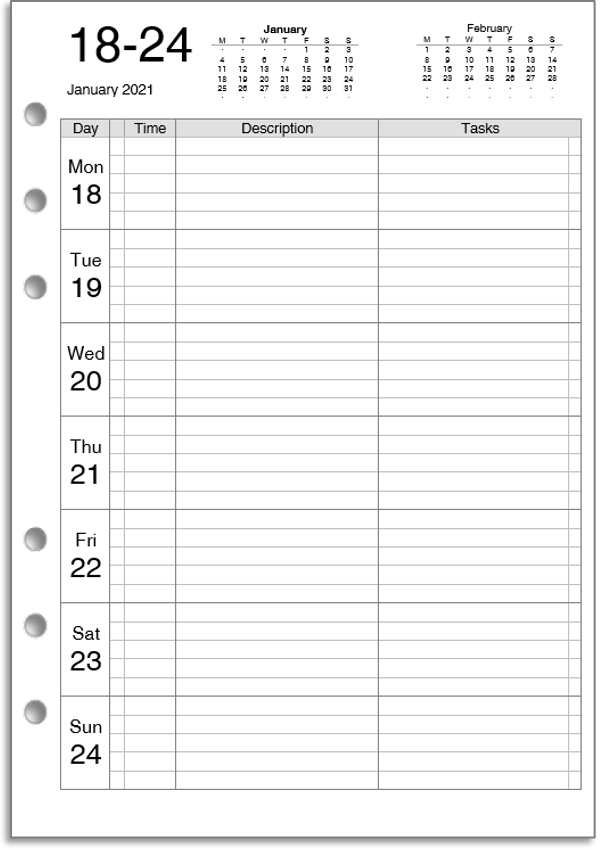 18-24
January 2021
January
M T W T F S S
· · · · 1 2 3
4 5 6 7 8 9 10
11 12 13 14 15 16 17
18 19 20 21 22 23 24
25 26 27 28 29 30 31
· · · · · · ·
February
M T W T F S S
1 2 3 4 5 6 7
8 9 10 11 12 13 14
15 16 17 18 19 20 21
22 23 24 25 26 27 28
· · · · · · ·
· · · · · · ·
Day Time Description Tasks
Mon
18
Tue
19
Wed
20
Thu
21
Fri
22
Sat
23
Sun
24